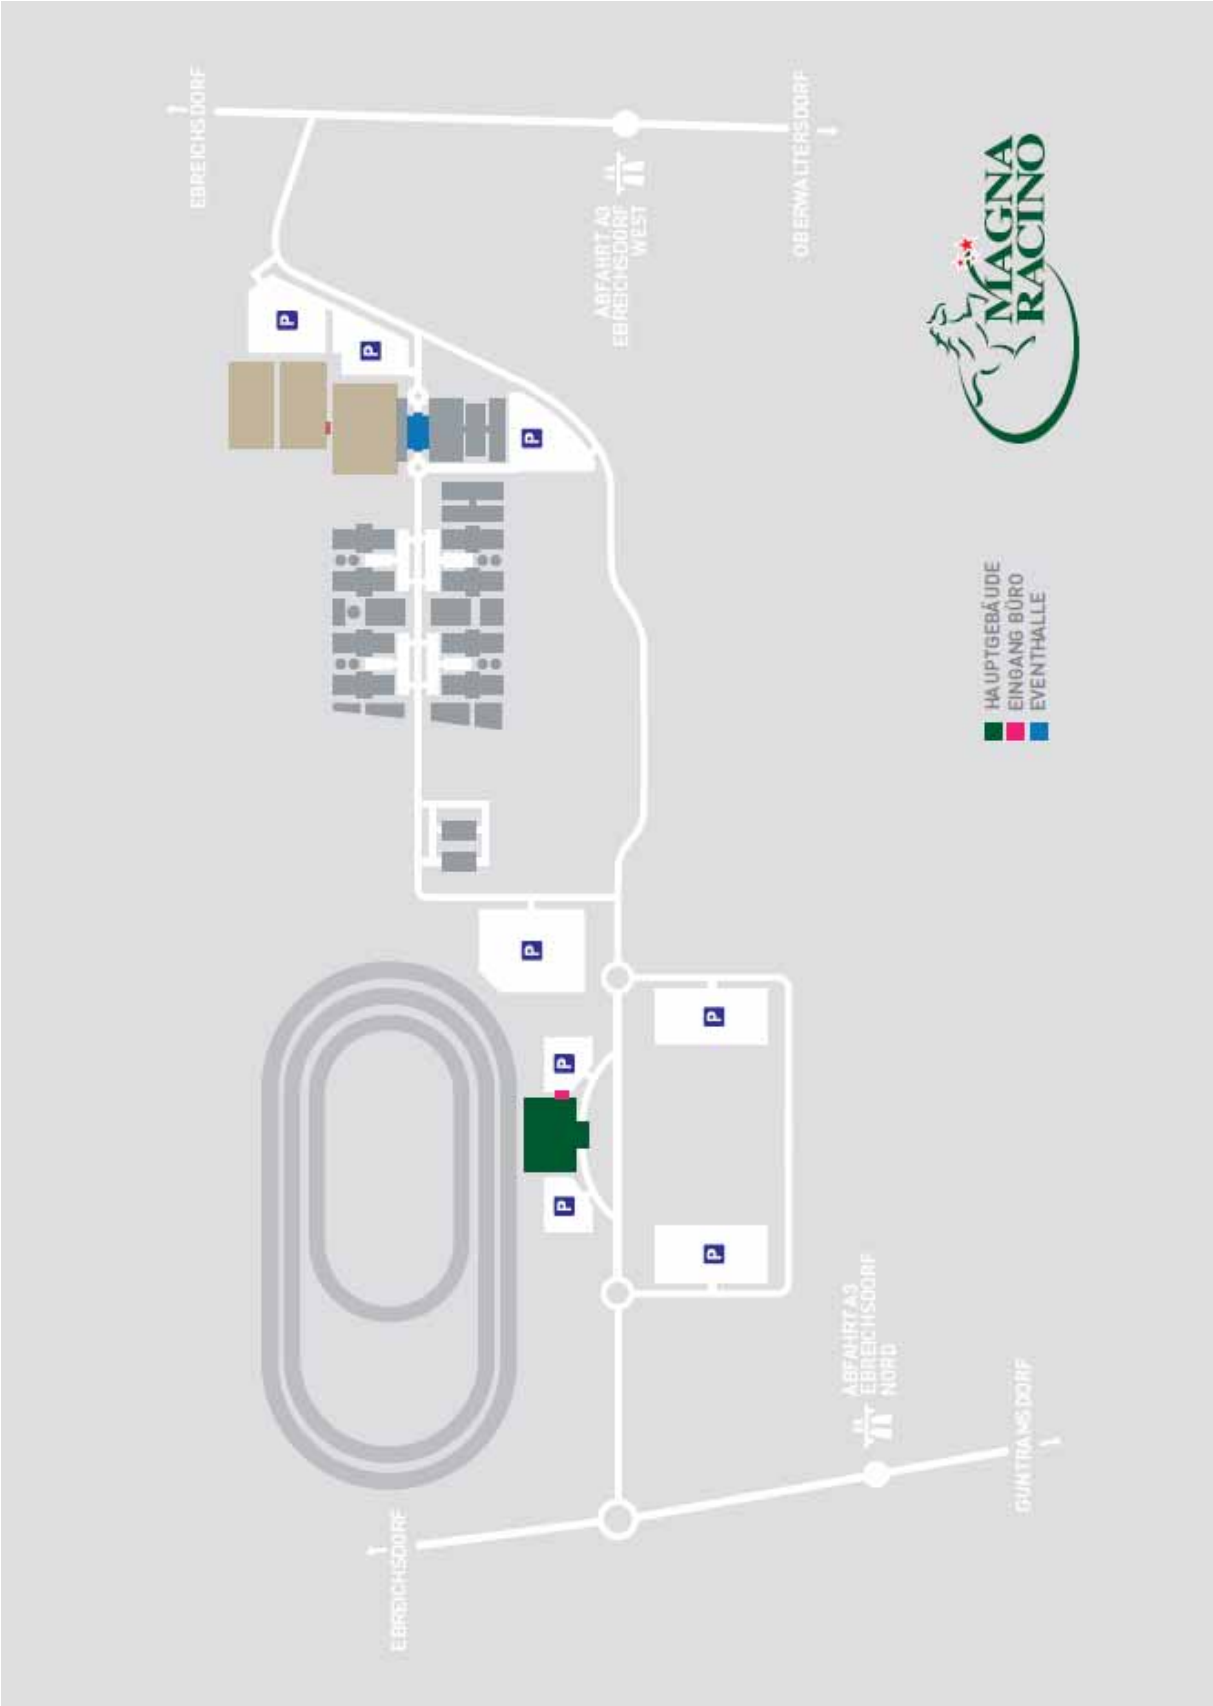 EBREICHSDORF
ABFAHRT A3
EBREICHSDORF
WEST
OBERWALTERSDORF
MAGNA
RACINO
P
P
P
HAUPTGEBÄUDE
EINGANG BÜRO
EVENTHALLE
P
P
P
P
P
ABFAHRT A3
EBREICHSDORF
NORD
GUNTRAMSDORF
EBREICHSDORF